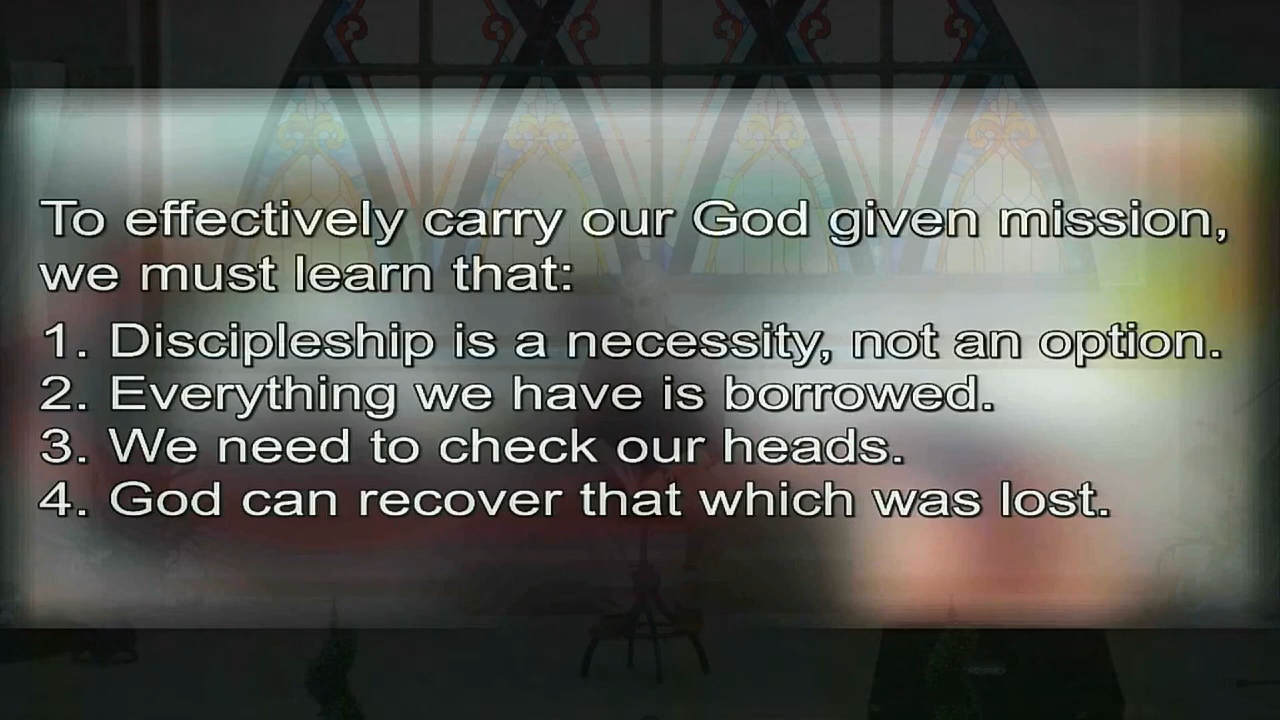 To effectively carry our God given mission,
we must learn that:
1. Discipleship is a necessity, not an option.
2. Everything we have is borrowed.
3. We need to check our heads.
4. God can recover that which was lost.